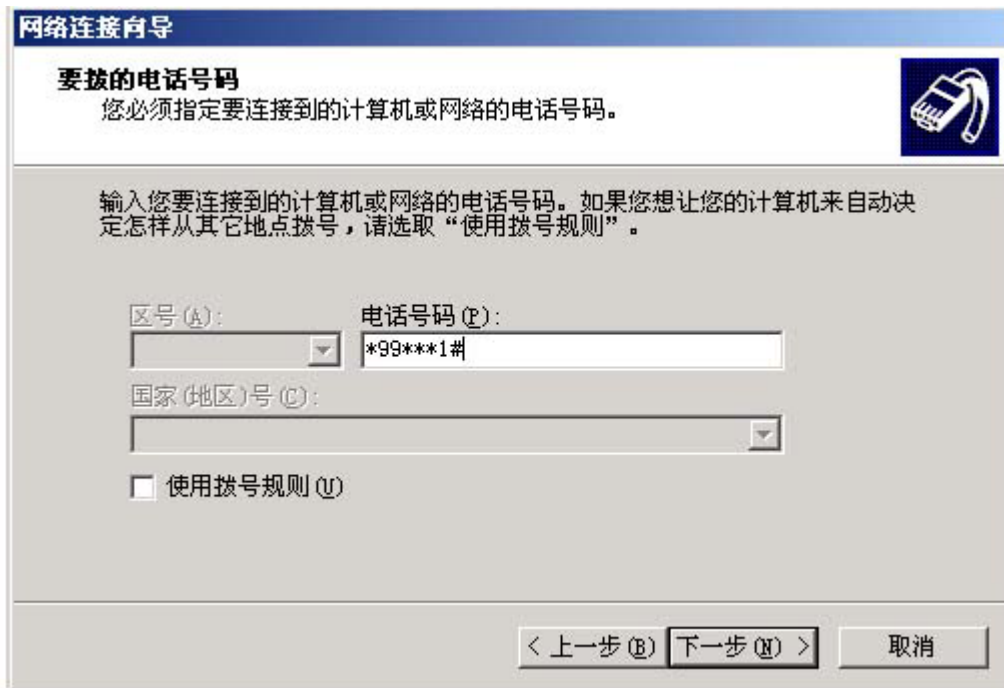 网络连接向导
要拨的电话号码
您必须指定要连接到的计算机或网络的电话号码。
输入您要连接到的计算机或网络的电话号码。如果您想让您的计算机来自动决
定怎样从其它地点拨号，请选取“使用拨号规则”。
区号(A): 电话号码(P):
*99***1#
国家(地区)号(C):
使用拨号规则(U)
< 上一步(B) 下一步(N) > 取消